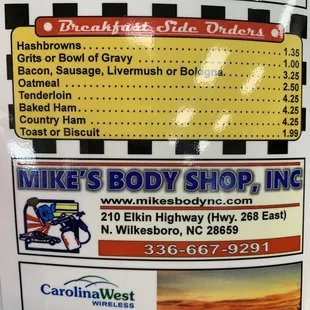 • Breakfast Side Orders •
Hashbrowns 1.35
Grits or Bowl of Gravy 1.00
Bacon, Sausage, Livermush or Bologna 3.25
Oatmeal 2.50
Tenderloin 4.25
Baked Ham 4.25
Country Ham 4.25
Toast or Biscuit 1.99
MIKE'S BODY SHOP, INC
www.mikesbodync.com
210 Elkin Highway (Hwy. 268 East)
N. Wilkesboro, NC 28659
336-667-9291
CarolinaWest
WIRELESS